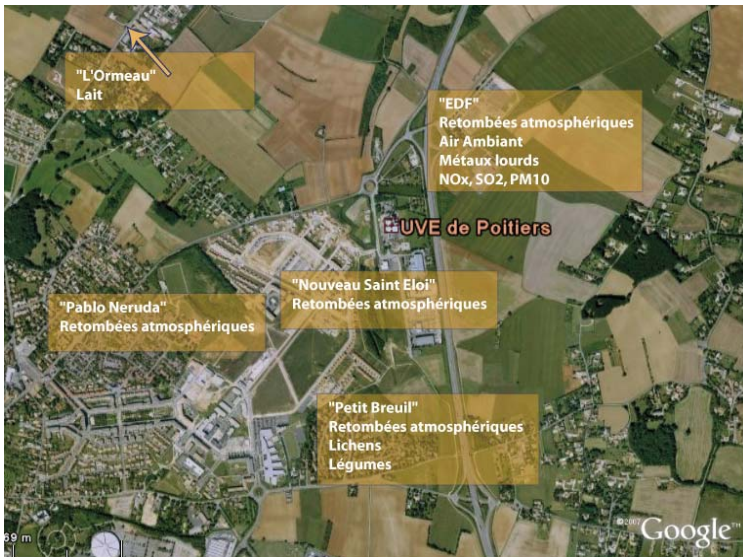 "L'Ormeau"
Lait
"EDF"
Retombées atmosphériques
Air Ambiant
Métaux lourds
NOx, SO2, PM10
UVE de Poitiers
"Nouveau Saint Eloi"
Retombées atmosphériques
"Pablo Neruda"
Retombées atmosphériques
"Petit Breuil"
Retombées atmosphériques
Lichens
Légumes
69 m
©2007 Google™